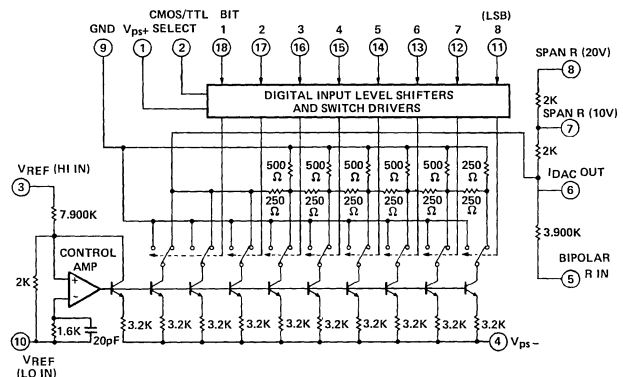 CMOS/TTL BIT (LSB)
GND Vps+ SELECT 1 2 3 4 5 6 7 8
9 1 2 18 17 16 15 14 13 12 11
SPAN R (20V)
8
DIGITAL INPUT LEVEL SHIFTERS
AND SWITCH DRIVERS
2K
SPAN R (10V)
7
2K
500 500 500 500 500 250
Ω Ω Ω Ω Ω Ω
IDAC OUT
6
VREF (HI IN)
3
250 250 250 250 250 250
Ω Ω Ω Ω Ω Ω
7.900K
3.900K
CONTROL
AMP
BIPOLAR
R IN
5
2K
+
-
1.6K
20pF
3.2K 3.2K 3.2K 3.2K 3.2K 3.2K 3.2K 3.2K 3.2K
10
4 Vps-
VREF
(LO IN)